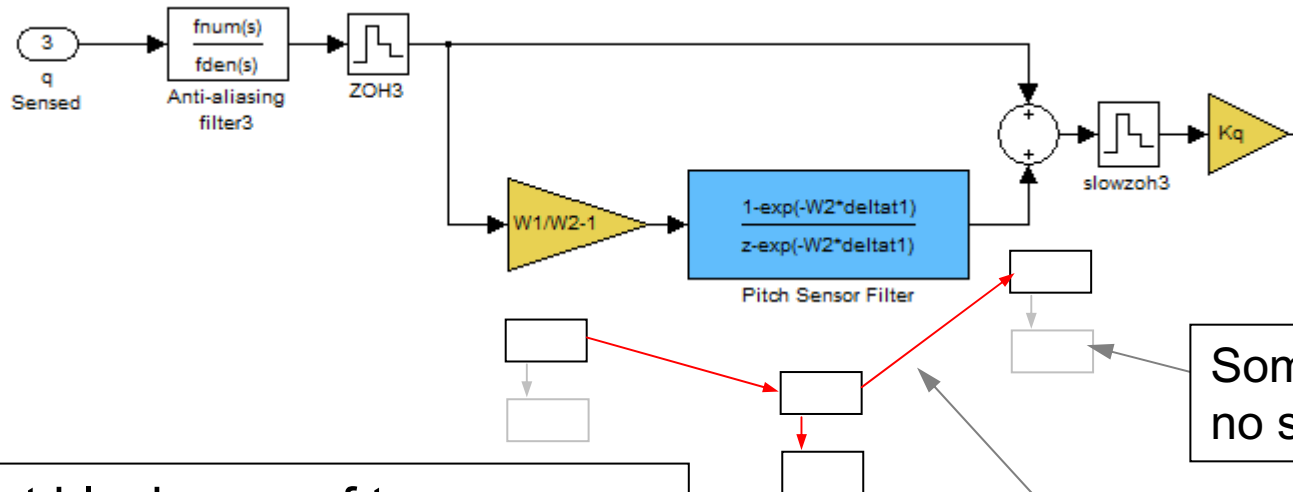 3
q
Sensed
fnum(s)
fden(s)
Anti-aliasing
filter3
ZOH3
+
+
slowzoh3
Kq
W1/W2-1
1-exp(-W2*deltat1)
z-exp(-W2*deltat1)
Pitch Sensor Filter
no s